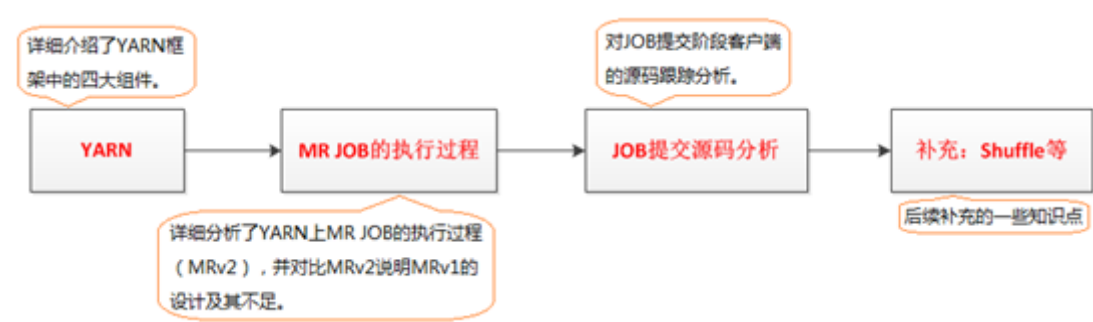 详细介绍了YARN框
架中的四大组件。
对JOB提交阶段客户端
的源码跟踪分析。
YARN
MR JOB的执行过程
JOB提交源码分析
补充：Shuffle等
详细分析了YARN上MR JOB的执行过程
（MRv2），并对比MRv2说明MRv1的
设计及其不足。
后续补充的一些知识点